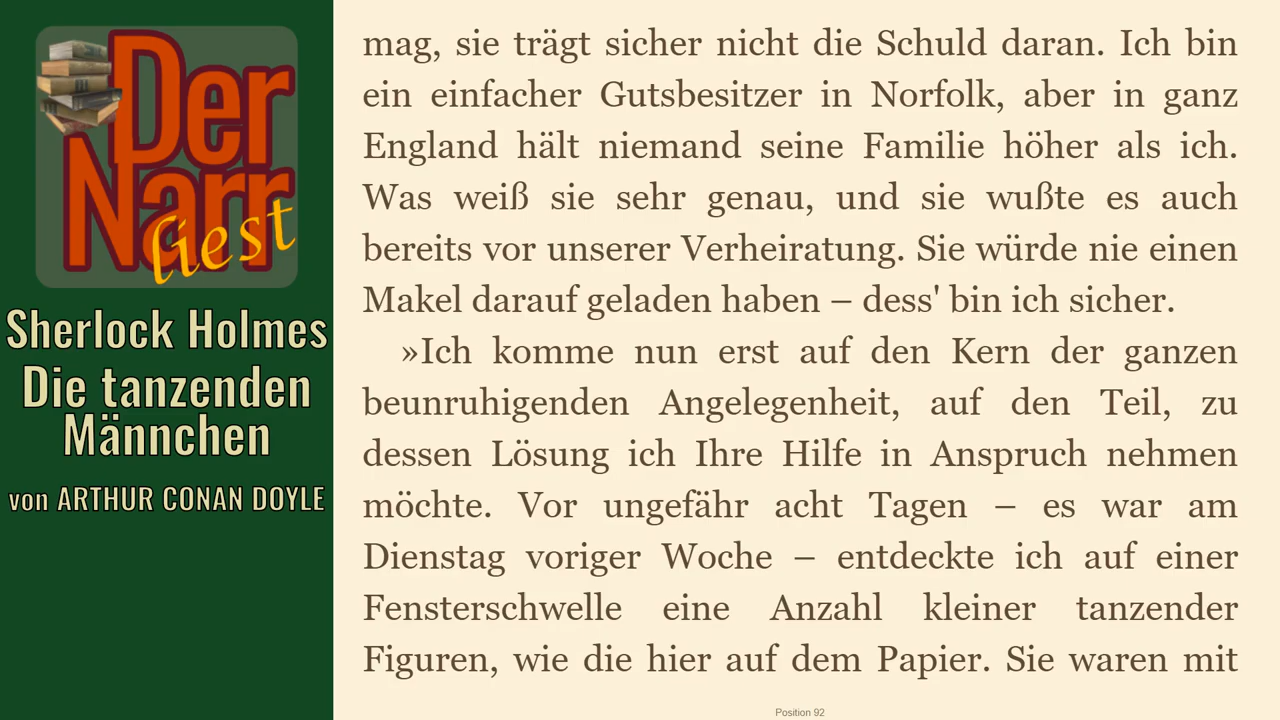 Der
Narr
liest
Sherlock Holmes
Die tanzenden
Männchen
von ARTHUR CONAN DOYLE
mag, sie trägt sicher nicht die Schuld daran. Ich bin
ein einfacher Gutsbesitzer in Norfolk, aber in ganz
England hält niemand seine Familie höher als ich.
Was weiß sie sehr genau, und sie wußte es auch
bereits vor unserer Verheiratung. Sie würde nie einen
Makel darauf geladen haben – dess' bin ich sicher.
»Ich komme nun erst auf den Kern der ganzen
beunruhigenden Angelegenheit, auf den Teil, zu
dessen Lösung ich Ihre Hilfe in Anspruch nehmen
möchte. Vor ungefähr acht Tagen – es war am
Dienstag voriger Woche – entdeckte ich auf einer
Fensterschwelle eine Anzahl kleiner tanzender
Figuren, wie die hier auf dem Papier. Sie waren mit
Position 92